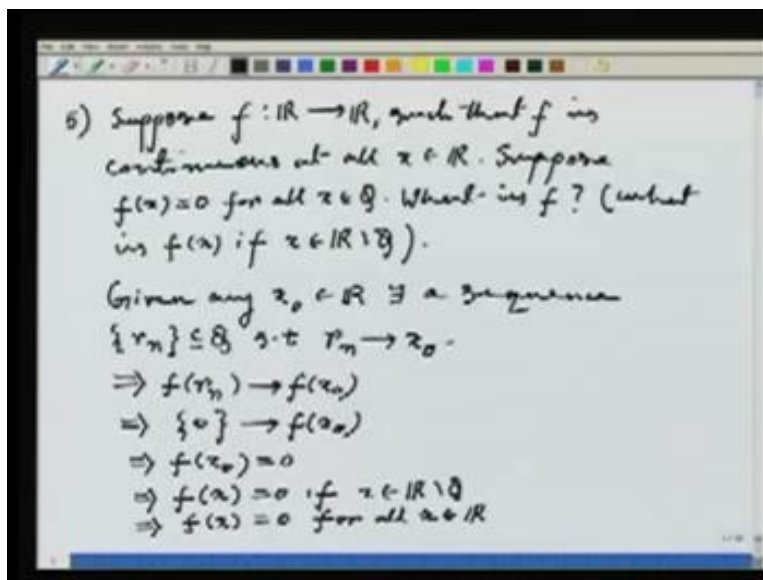 5) Suppose f : ℝ → ℝ, such that f is
continuous at all x ∈ ℝ. Suppose
f(x) = 0 for all x ∈ ℚ. What is f ? (what
is f(x) if x ∈ ℝ \ ℚ).
Given any x₀ ∈ ℝ ∃ a sequence
{rₙ} ⊆ ℚ s.t rₙ → x₀.
⇒ f(rₙ) → f(x₀)
⇒ {0} → f(x₀)
⇒ f(x₀) = 0
⇒ f(x) = 0 if x ∈ ℝ \ ℚ
⇒ f(x) = 0 for all x ∈ ℝ